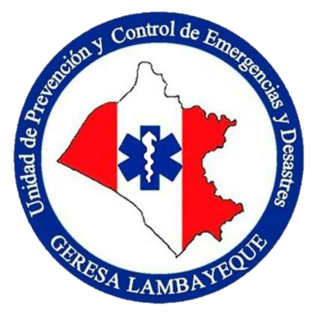 Unidad de Prevención y Control de Emergencias y Desastres
GERESA LAMBAYEQUE